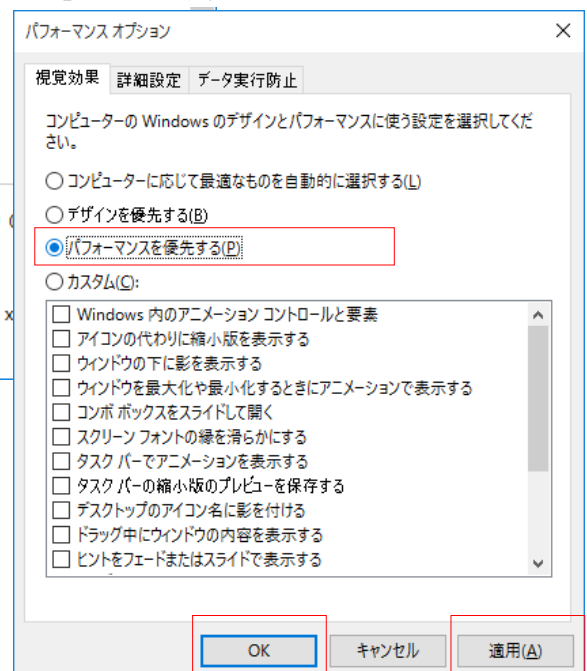 パフォーマンス オプション
視覚効果 詳細設定 データ実行防止
コンピューターの Windows のデザインとパフォーマンスに使う設定を選択してくだ
さい。
コンピューターに応じて最適なものを自動的に選択する(L)
デザインを優先する(B)
パフォーマンスを優先する(P)
カスタム(C):
Windows 内のアニメーション コントロールと要素
アイコンの代わりに縮小版を表示する
ウィンドウの下に影を表示する
ウィンドウを最大化や最小化するときにアニメーションで表示する
コンボ ボックスをスライドして開く
スクリーン フォントの縁を滑らかにする
タスク バーでアニメーションを表示する
タスク バーの縮小版のプレビューを保存する
デスクトップのアイコン名に影を付ける
ドラッグ中にウィンドウの内容を表示する
ヒントをフェードまたはスライドで表示する
OK キャンセル 適用(A)